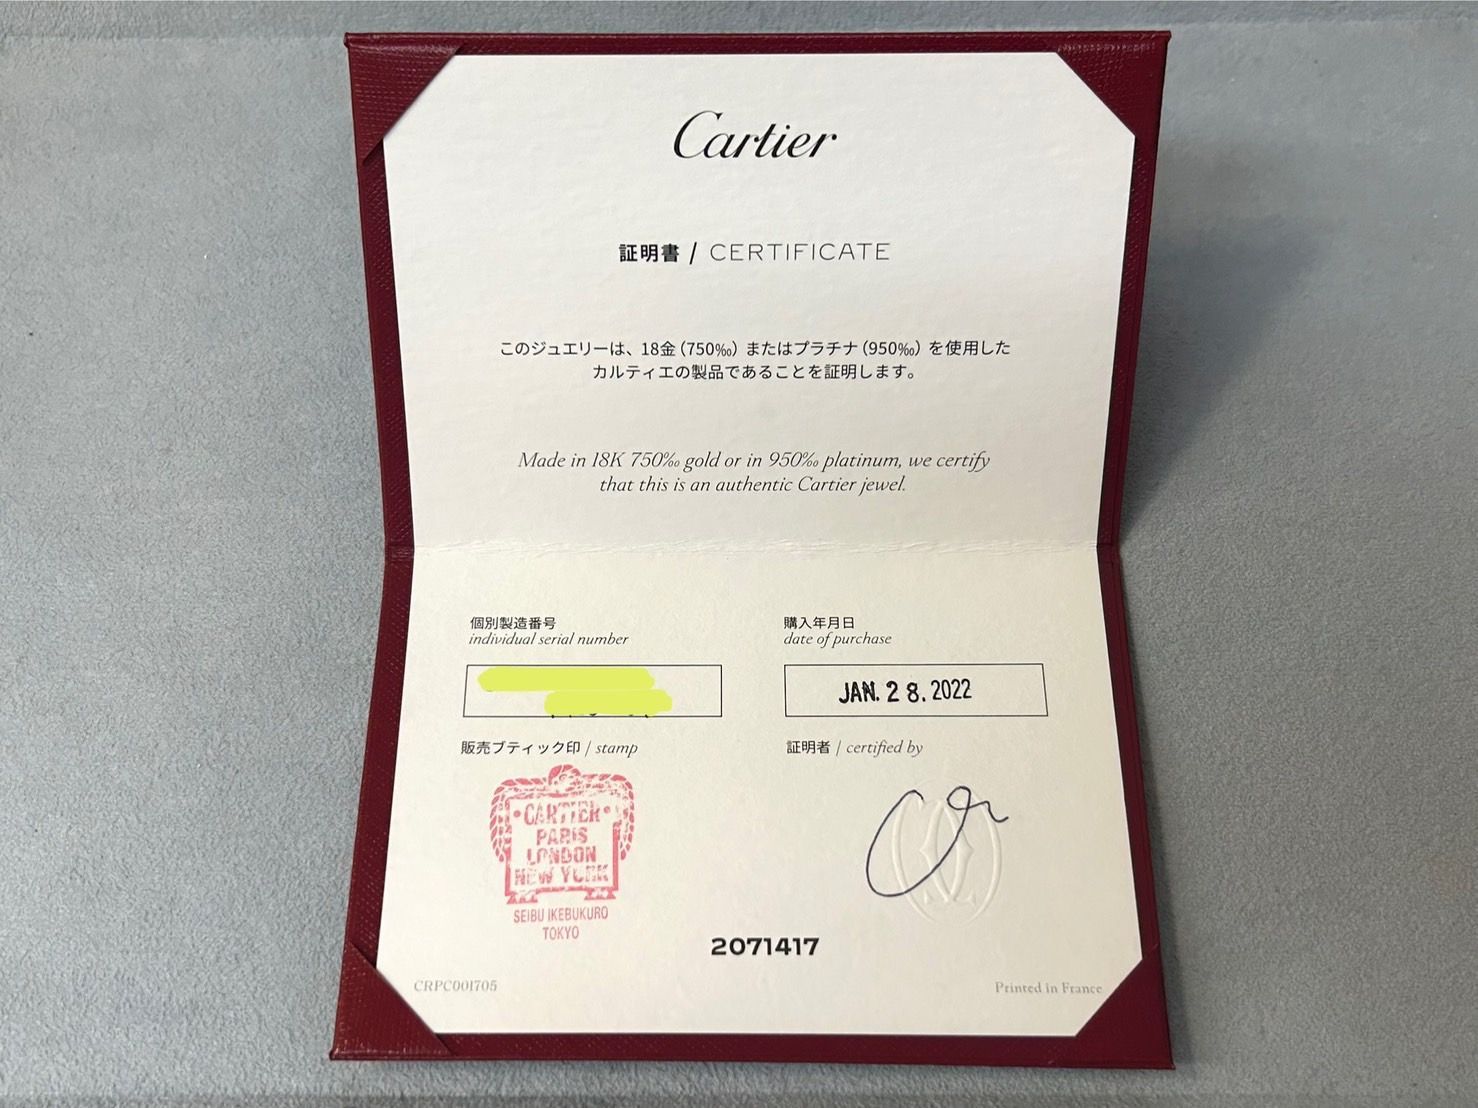 Cartier
証明書 / CERTIFICATE
このジュエリーは、18金（750‰）またはプラチナ（950‰）を使用した
カルティエの製品であることを証明します。
Made in 18K 750‰ gold or in 950‰ platinum, we certify
that this is an authentic Cartier jewel.
個別製造番号
individual serial number
購入年月日
date of purchase
JAN. 28. 2022
販売ブティック印 / stamp
証明者 / certified by
CARTIER
PARIS
LONDON
NEW YORK
SEIBU IKEBUKURO
TOKYO
2071417
CRPC001705
Printed in France